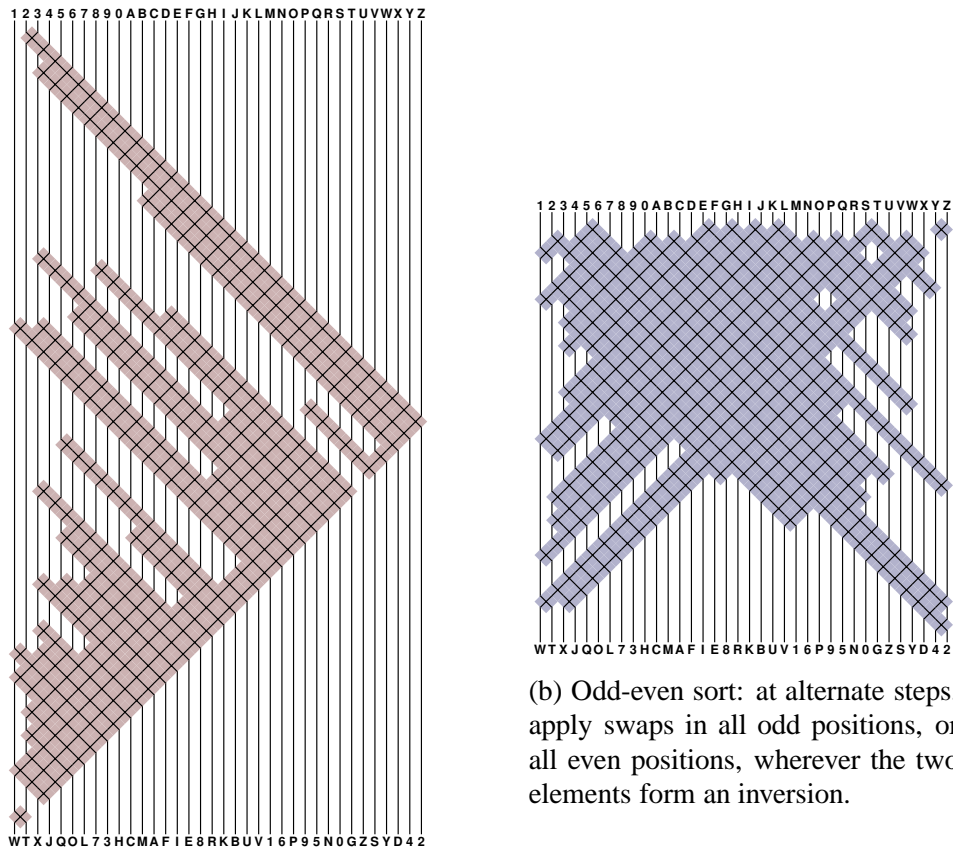 1 2 3 4 5 6 7 8 9 0 A B C D E F G H I J K L M N O P Q R S T U V W X Y Z
1 2 3 4 5 6 7 8 9 0 A B C D E F G H I J K L M N O P Q R S T U V W X Y Z
W T X J Q O L 7 3 H C M A F I E 8 R K B U V 1 6 P 9 5 N 0 G Z S Y D 4 2
(b) Odd-even sort: at alternate steps,
apply swaps in all odd positions, or
all even positions, wherever the two
elements form an inversion.
W T X J Q O L 7 3 H C M A F I E 8 R K B U V 1 6 P 9 5 N 0 G Z S Y D 4 2